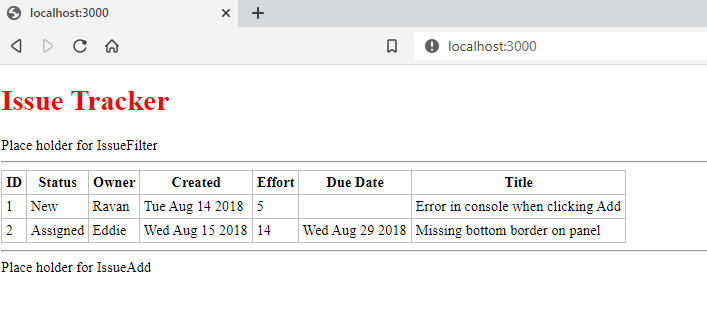 localhost:3000
localhost:3000
Issue Tracker
Place holder for IssueFilter
ID Status Owner Created Effort Due Date Title
1 New Ravan Tue Aug 14 2018 5 Error in console when clicking Add
2 Assigned Eddie Wed Aug 15 2018 14 Wed Aug 29 2018 Missing bottom border on panel
Place holder for IssueAdd